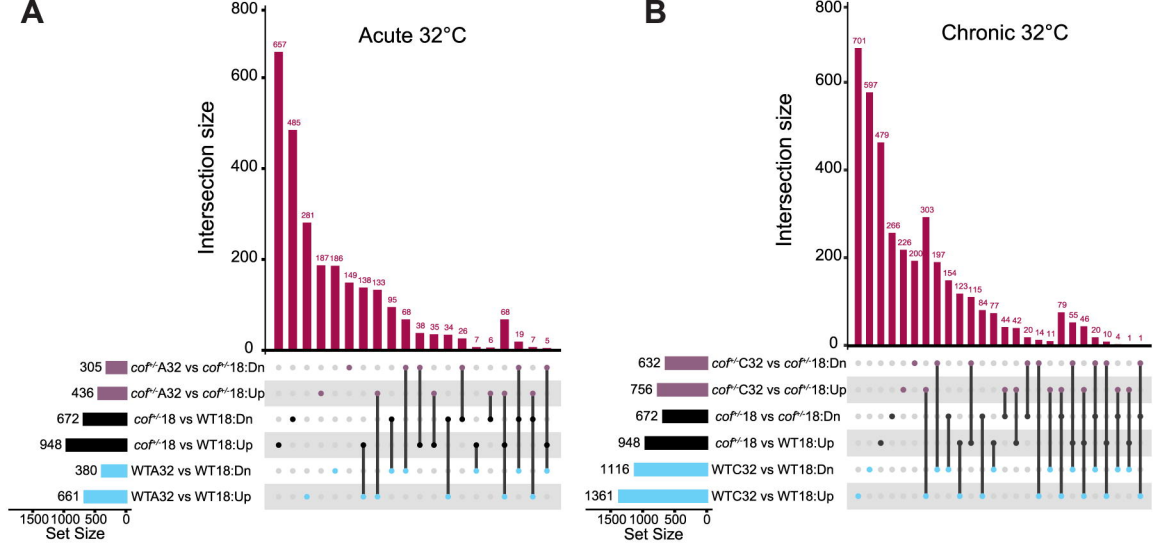 A
Acute 32°C
Intersection size
800
600
400
200
0
657
485
281
187
186
149
138
133
95
68
38
35
34
26
7
6
68
19
7
5
305 cof+/-A32 vs cof+/-18:Dn
436 cof+/-A32 vs cof+/-18:Up
672 cof+/-18 vs WT18:Dn
948 cof+/-18 vs WT18:Up
380 WTA32 vs WT18:Dn
661 WTA32 vs WT18:Up
1500 1000 500 0
Set Size
B
Chronic 32°C
Intersection size
800
600
400
200
0
701
597
479
266
226
200
303
197
154
123
115
84
77
44
42
20
14
11
79
55
46
20
10
4
1
1
632 cof+/-C32 vs cof+/-18:Dn
756 cof+/-C32 vs cof+/-18:Up
672 cof+/-18 vs cof+/-18:Dn
948 cof+/-18 vs WT18:Up
1116 WTC32 vs WT18:Dn
1361 WTC32 vs WT18:Up
1500 1000 500 0
Set Size